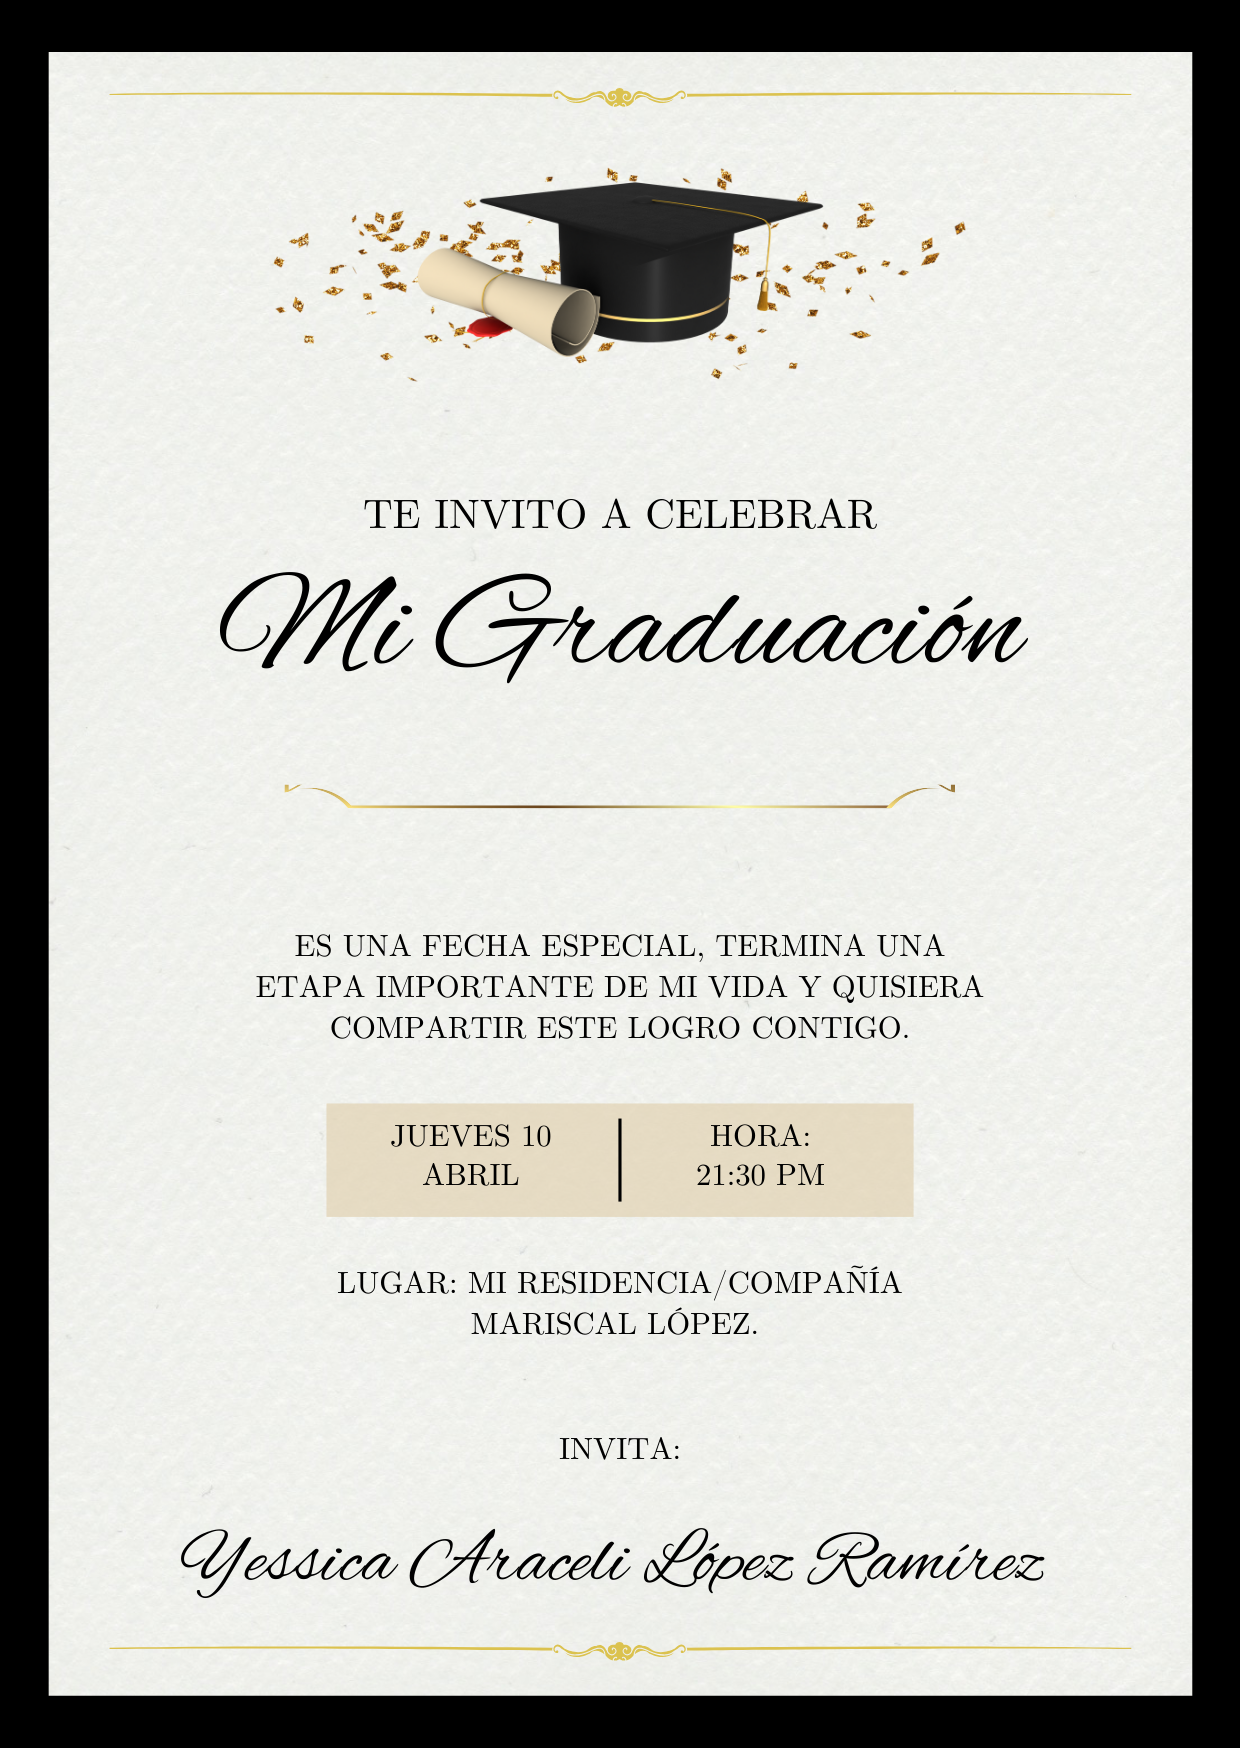 TE INVITO A CELEBRAR
Mi Graduación
ES UNA FECHA ESPECIAL, TERMINA UNA
ETAPA IMPORTANTE DE MI VIDA Y QUISIERA
COMPARTIR ESTE LOGRO CONTIGO.
JUEVES 10
ABRIL
HORA:
21:30 PM
LUGAR: MI RESIDENCIA/COMPAÑÍA
MARISCAL LÓPEZ.
INVITA:
Yessica Araceli López Ramírez